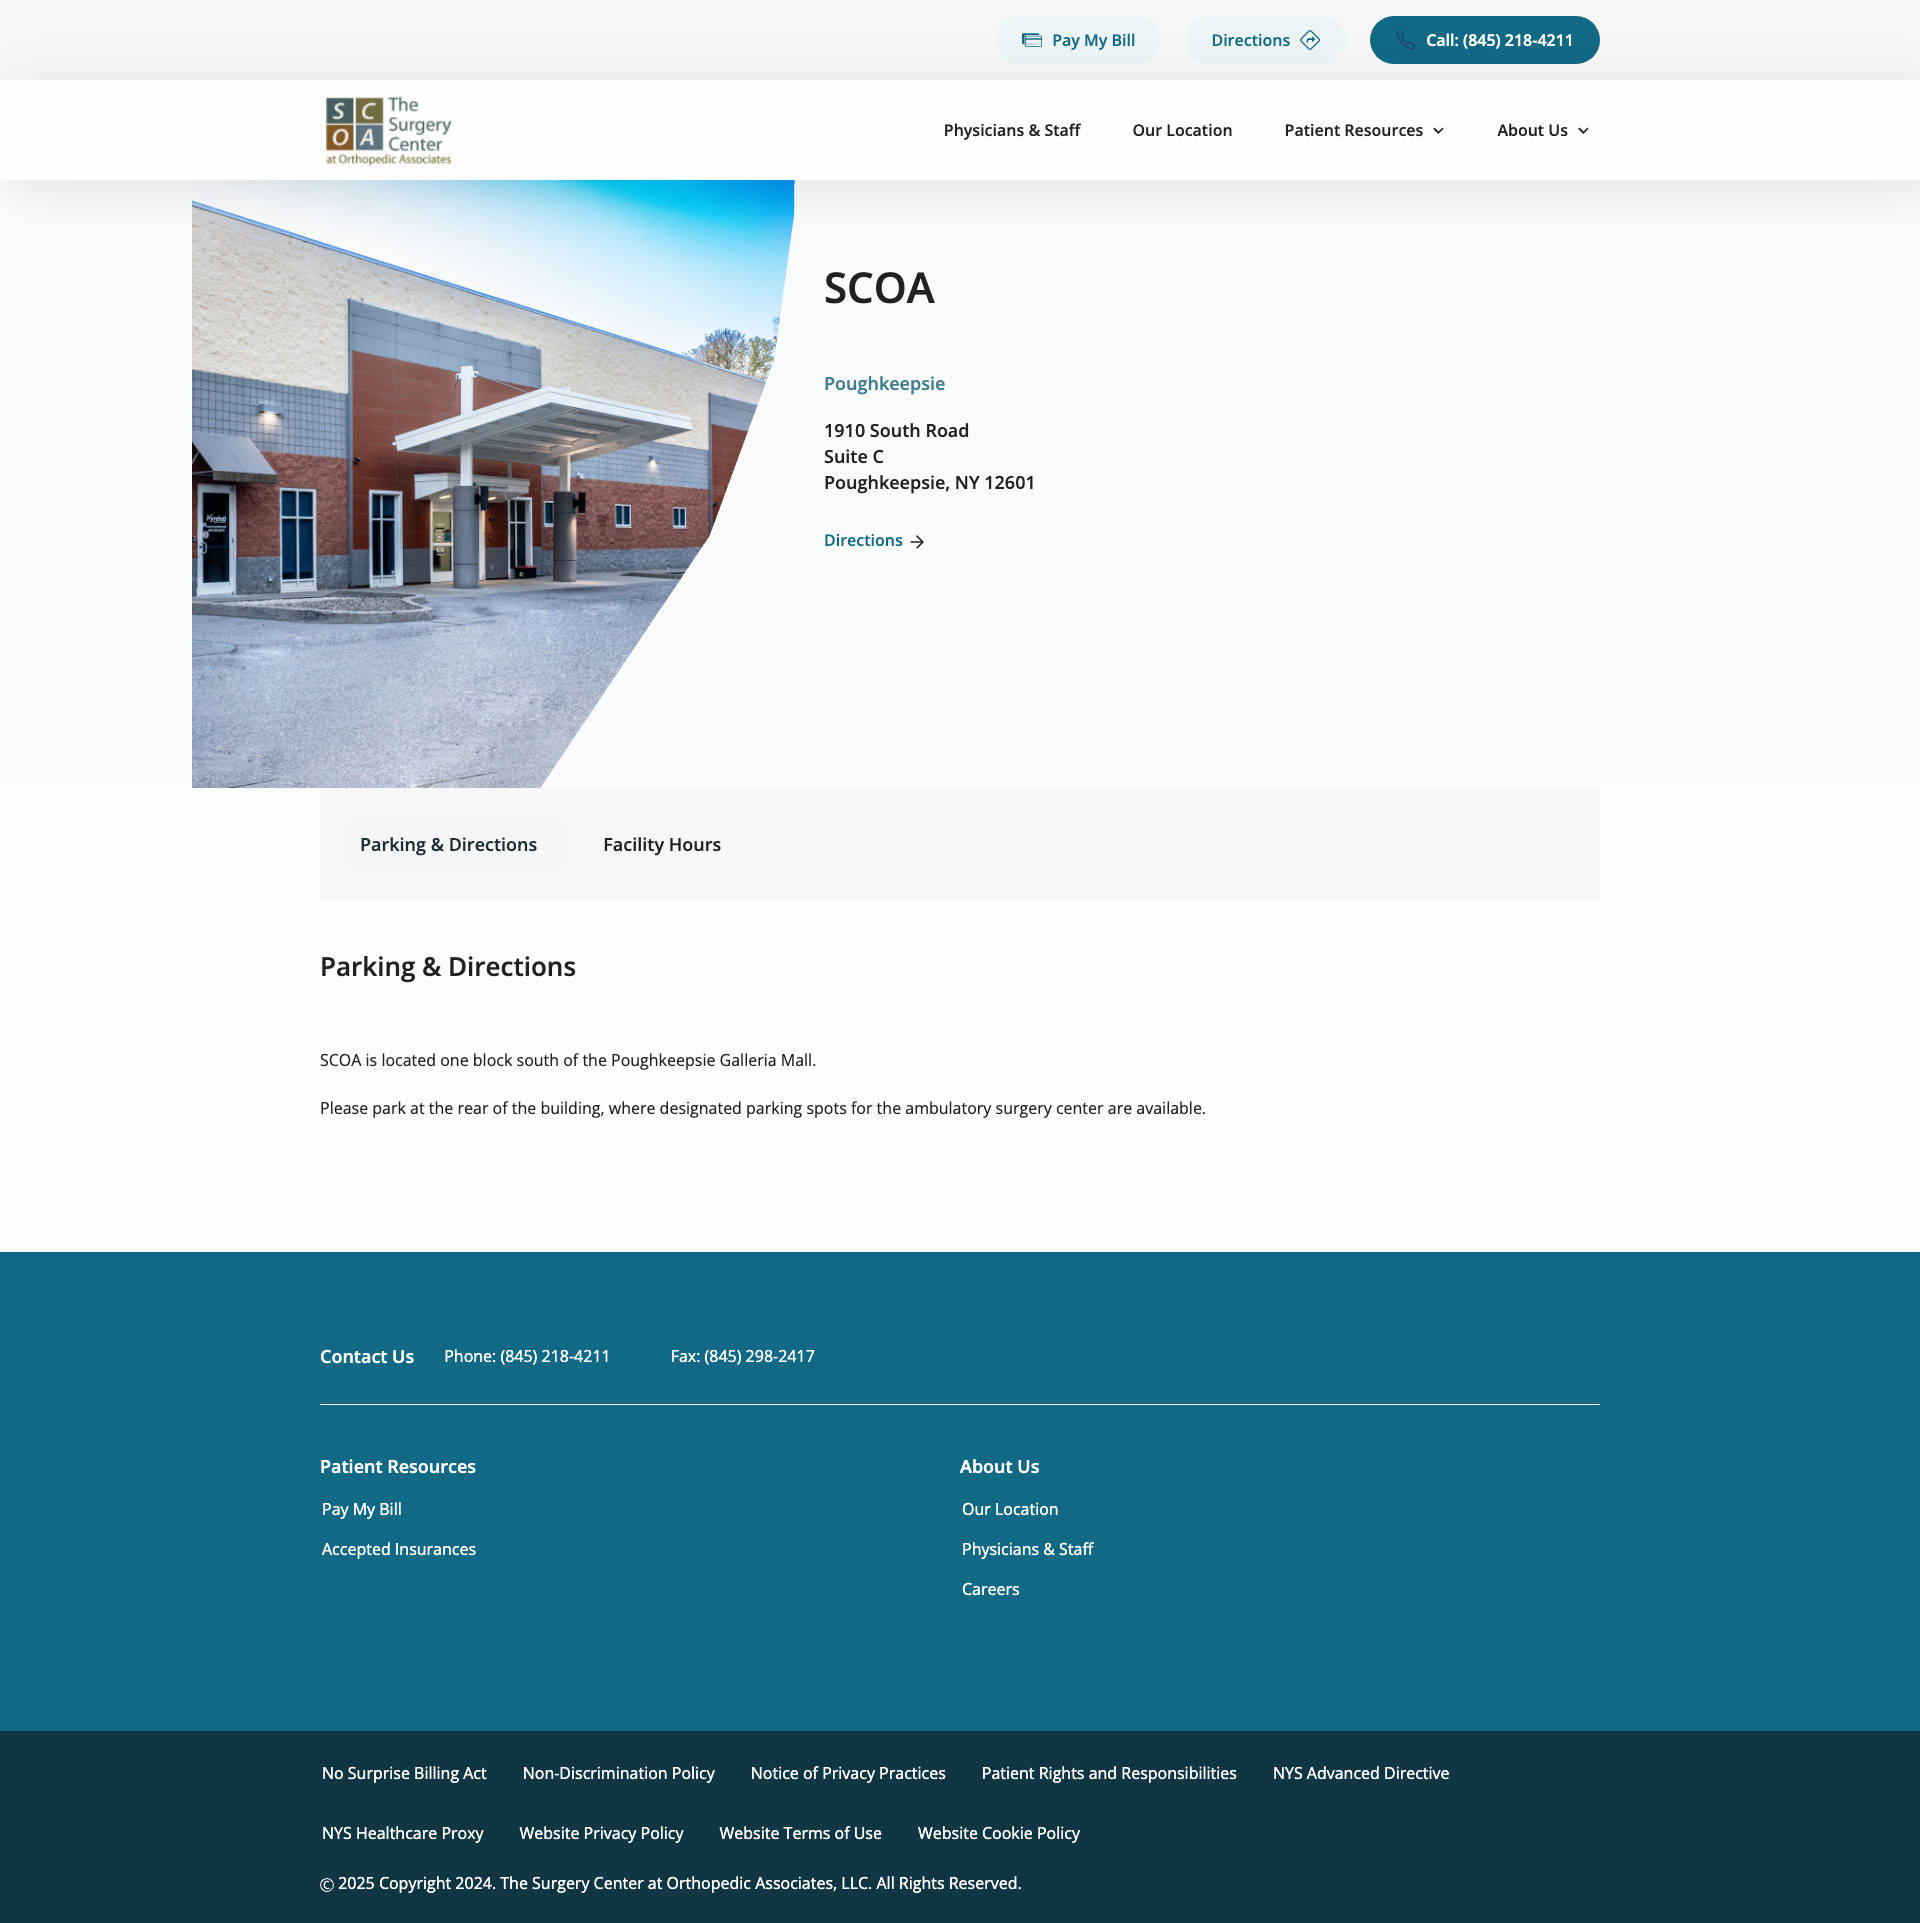 Pay My Bill
Directions
Call: (845) 218-4211
SC The
Surgery
OA Center
at Orthopedic Associates
Physicians & Staff
Our Location
Patient Resources
About Us
SCOA
Poughkeepsie
1910 South Road
Suite C
Poughkeepsie, NY 12601
Directions
Parking & Directions
Facility Hours
Parking & Directions
SCOA is located one block south of the Poughkeepsie Galleria Mall.
Please park at the rear of the building, where designated parking spots for the ambulatory surgery center are available.
Contact Us
Phone: (845) 218-4211
Fax: (845) 298-2417
Patient Resources
About Us
Pay My Bill
Our Location
Accepted Insurances
Physicians & Staff
Careers
No Surprise Billing Act
Non-Discrimination Policy
Notice of Privacy Practices
Patient Rights and Responsibilities
NYS Advanced Directive
NYS Healthcare Proxy
Website Privacy Policy
Website Terms of Use
Website Cookie Policy
© 2025 Copyright 2024. The Surgery Center at Orthopedic Associates, LLC. All Rights Reserved.